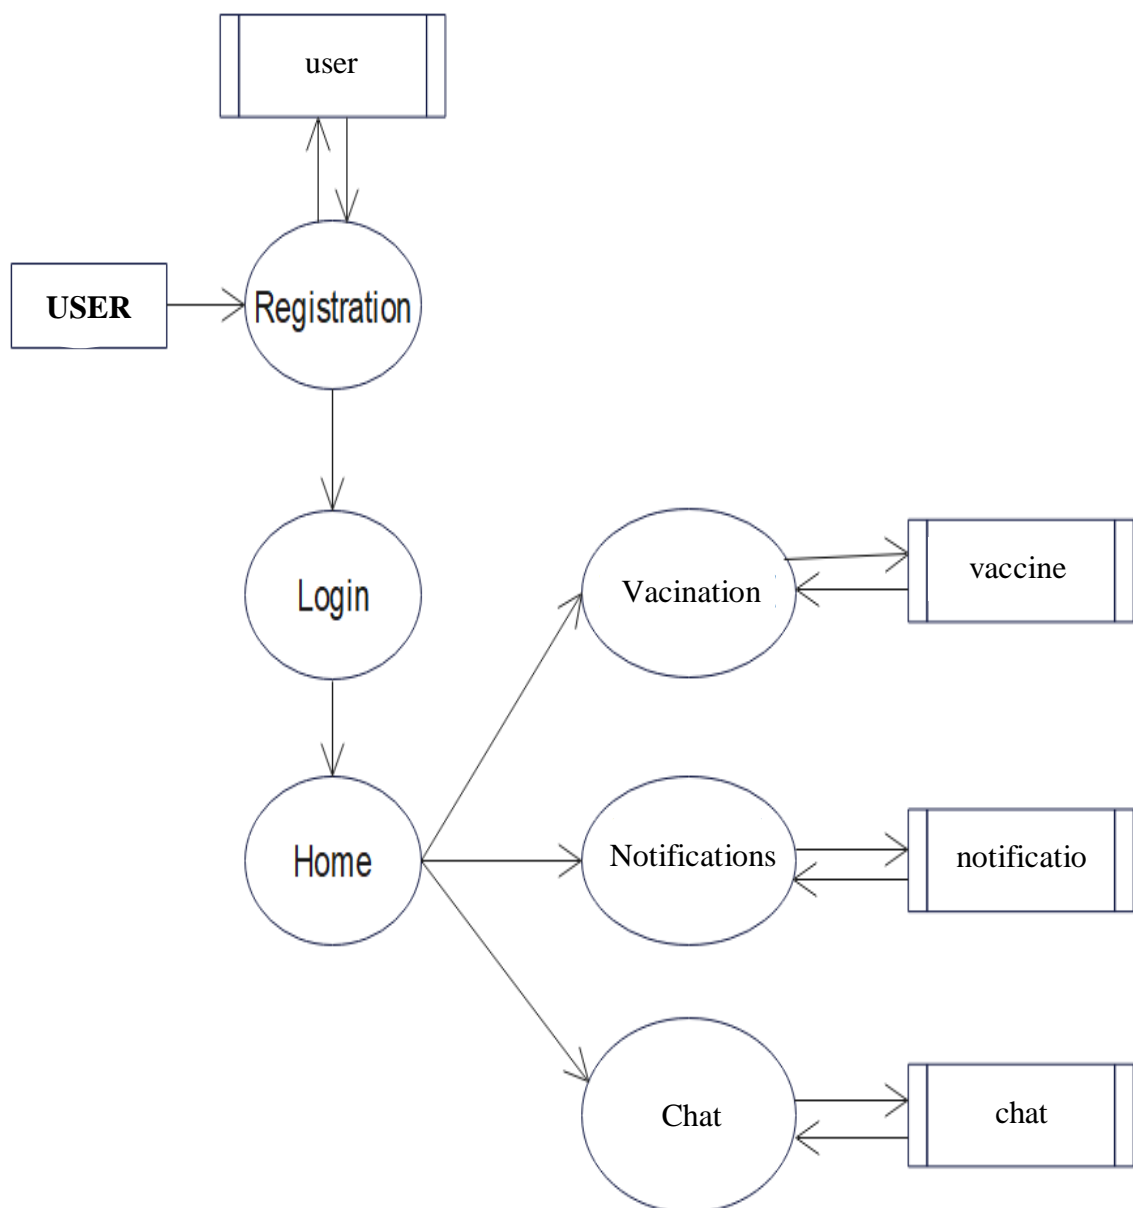 user
USER
Registration
Login
Vacination
vaccine
Home
Notifications
notificatio
Chat
chat